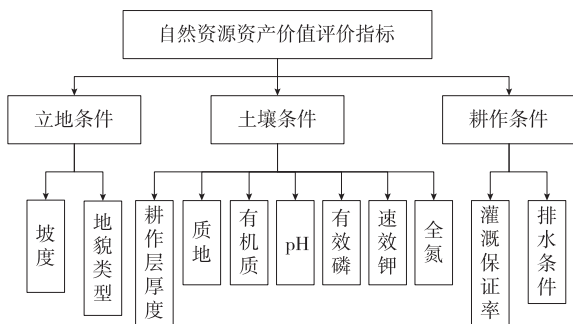 自然资源资产价值评价指标
立地条件
土壤条件
耕作条件
坡度
地貌类型
耕作层厚度
质地
有机质
pH
有效磷
速效钾
全氮
灌溉保证率
排水条件